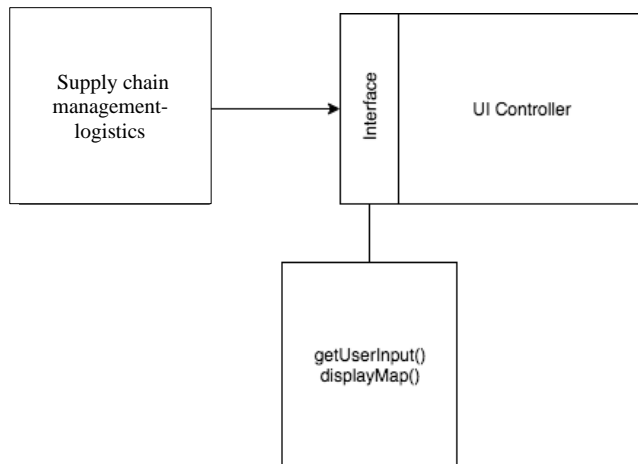 Supply chain
management-
logistics
Interface
UI Controller
getUserInput()
displayMap()